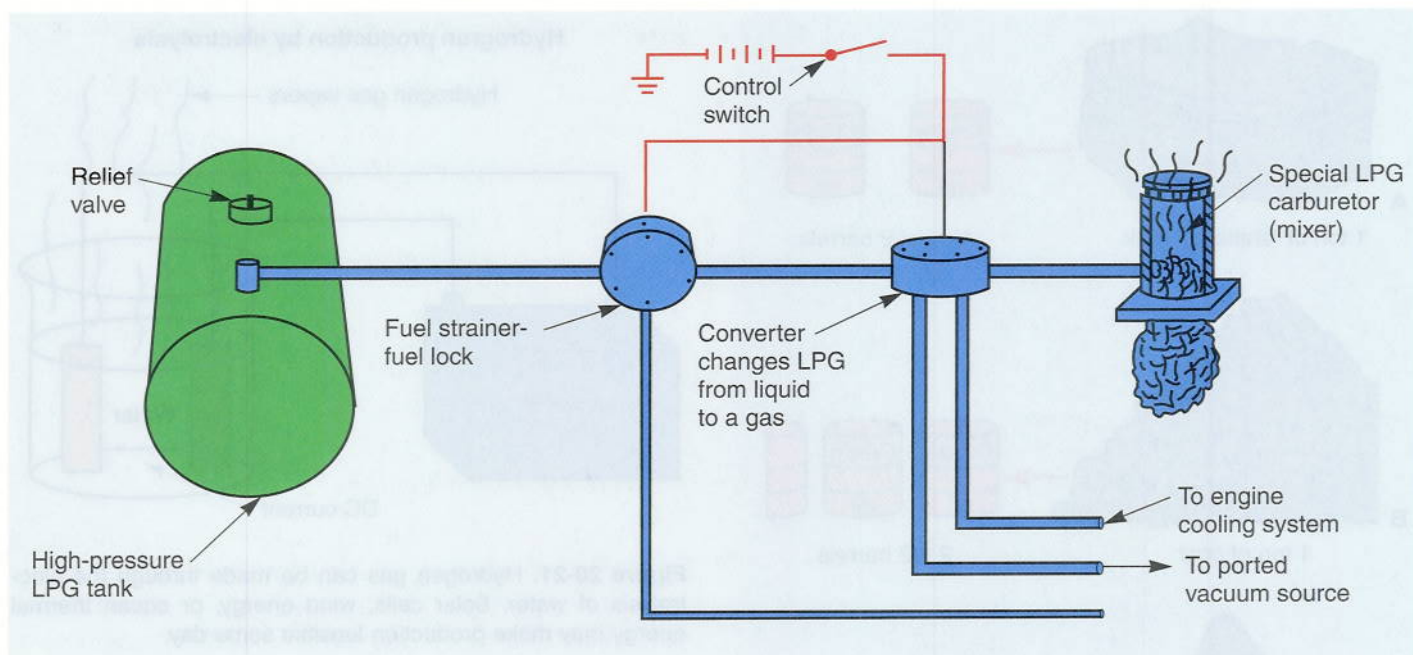 Control
switch
Relief
valve
Special LPG
carburetor
(mixer)
Fuel strainer-
fuel lock
Converter
changes LPG
from liquid
to a gas
High-pressure
LPG tank
To engine
cooling system
To ported
vacuum source